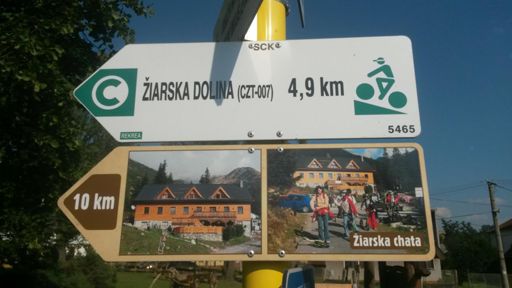 SCK
C ŽIARSKA DOLINA (CZT-007) 4,9 km
REKREA 5465
10 km
Žiarska chata